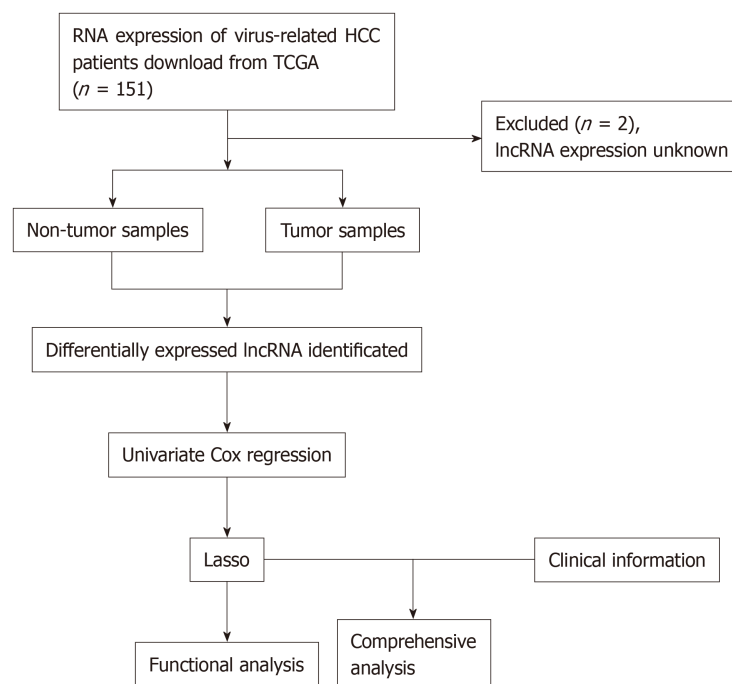 RNA expression of virus-related HCC
patients download from TCGA
(n = 151)
Excluded (n = 2),
lncRNA expression unknown
Non-tumor samples
Tumor samples
Differentially expressed lncRNA identificated
Univariate Cox regression
Lasso
Clinical information
Functional analysis
Comprehensive
analysis